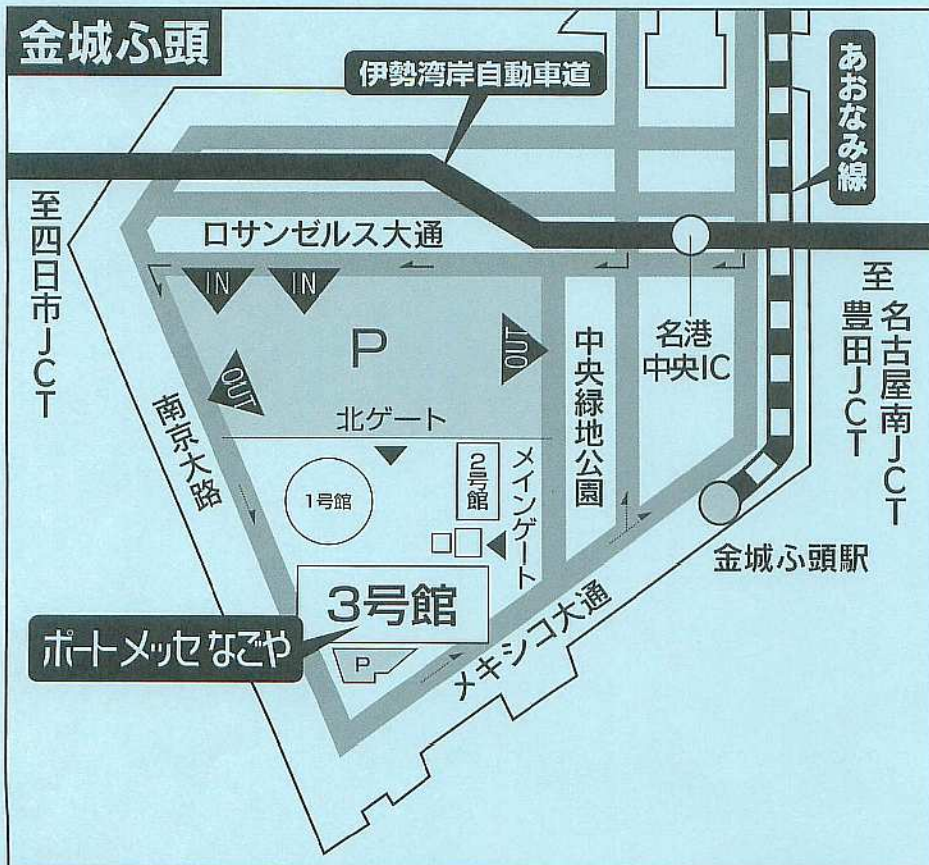 金城ふ頭
伊勢湾岸自動車道
あおなみ線
至四日市JCT
ロサンゼルス大通
至
名古屋南JCT
豊田JCT
IN
IN
P
OUT
OUT
名港
中央IC
中央緑地公園
南京大路
北ゲート
1号館
2号館
メインゲート
金城ふ頭駅
3号館
ポートメッセなごや
P
メキシコ大通